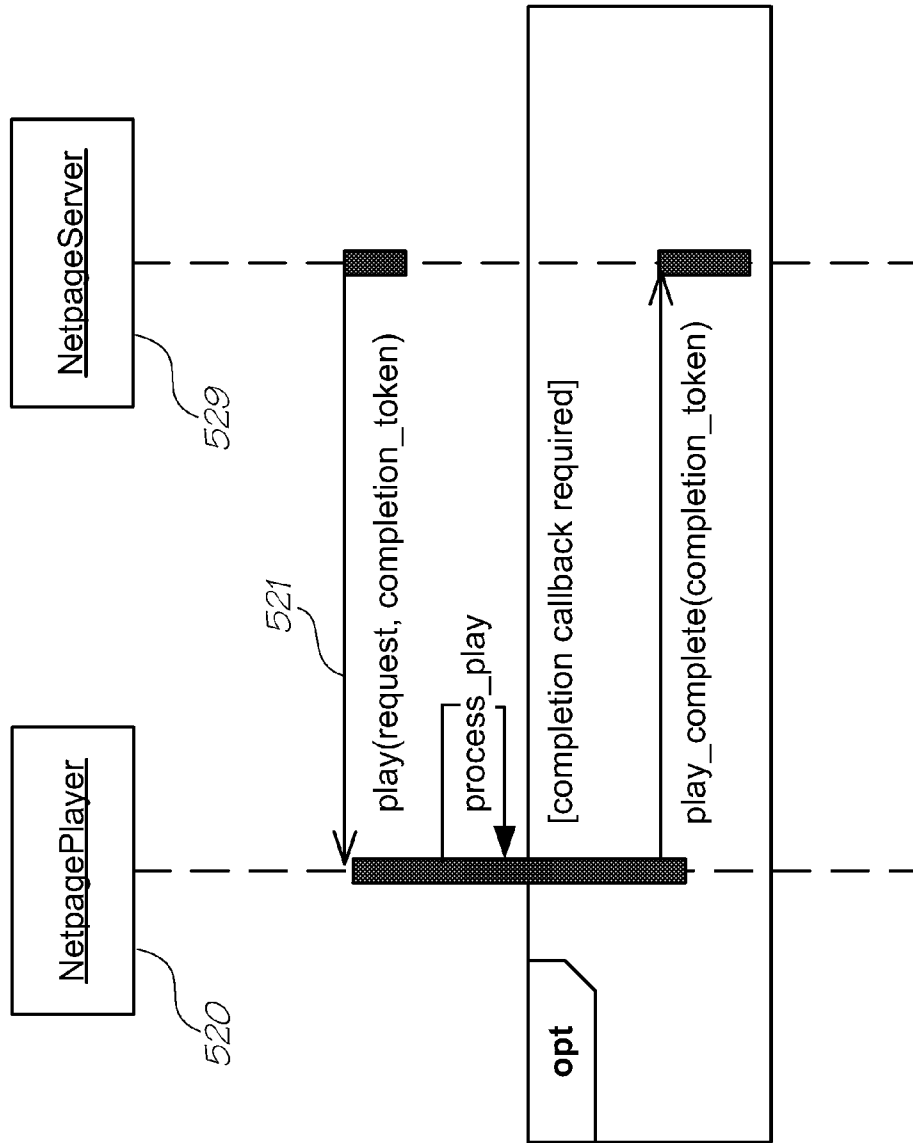 NetpagePlayer
NetpageServer
520
529
521
play(request, completion_token)
process_play
opt
[completion callback required]
play_complete(completion_token)